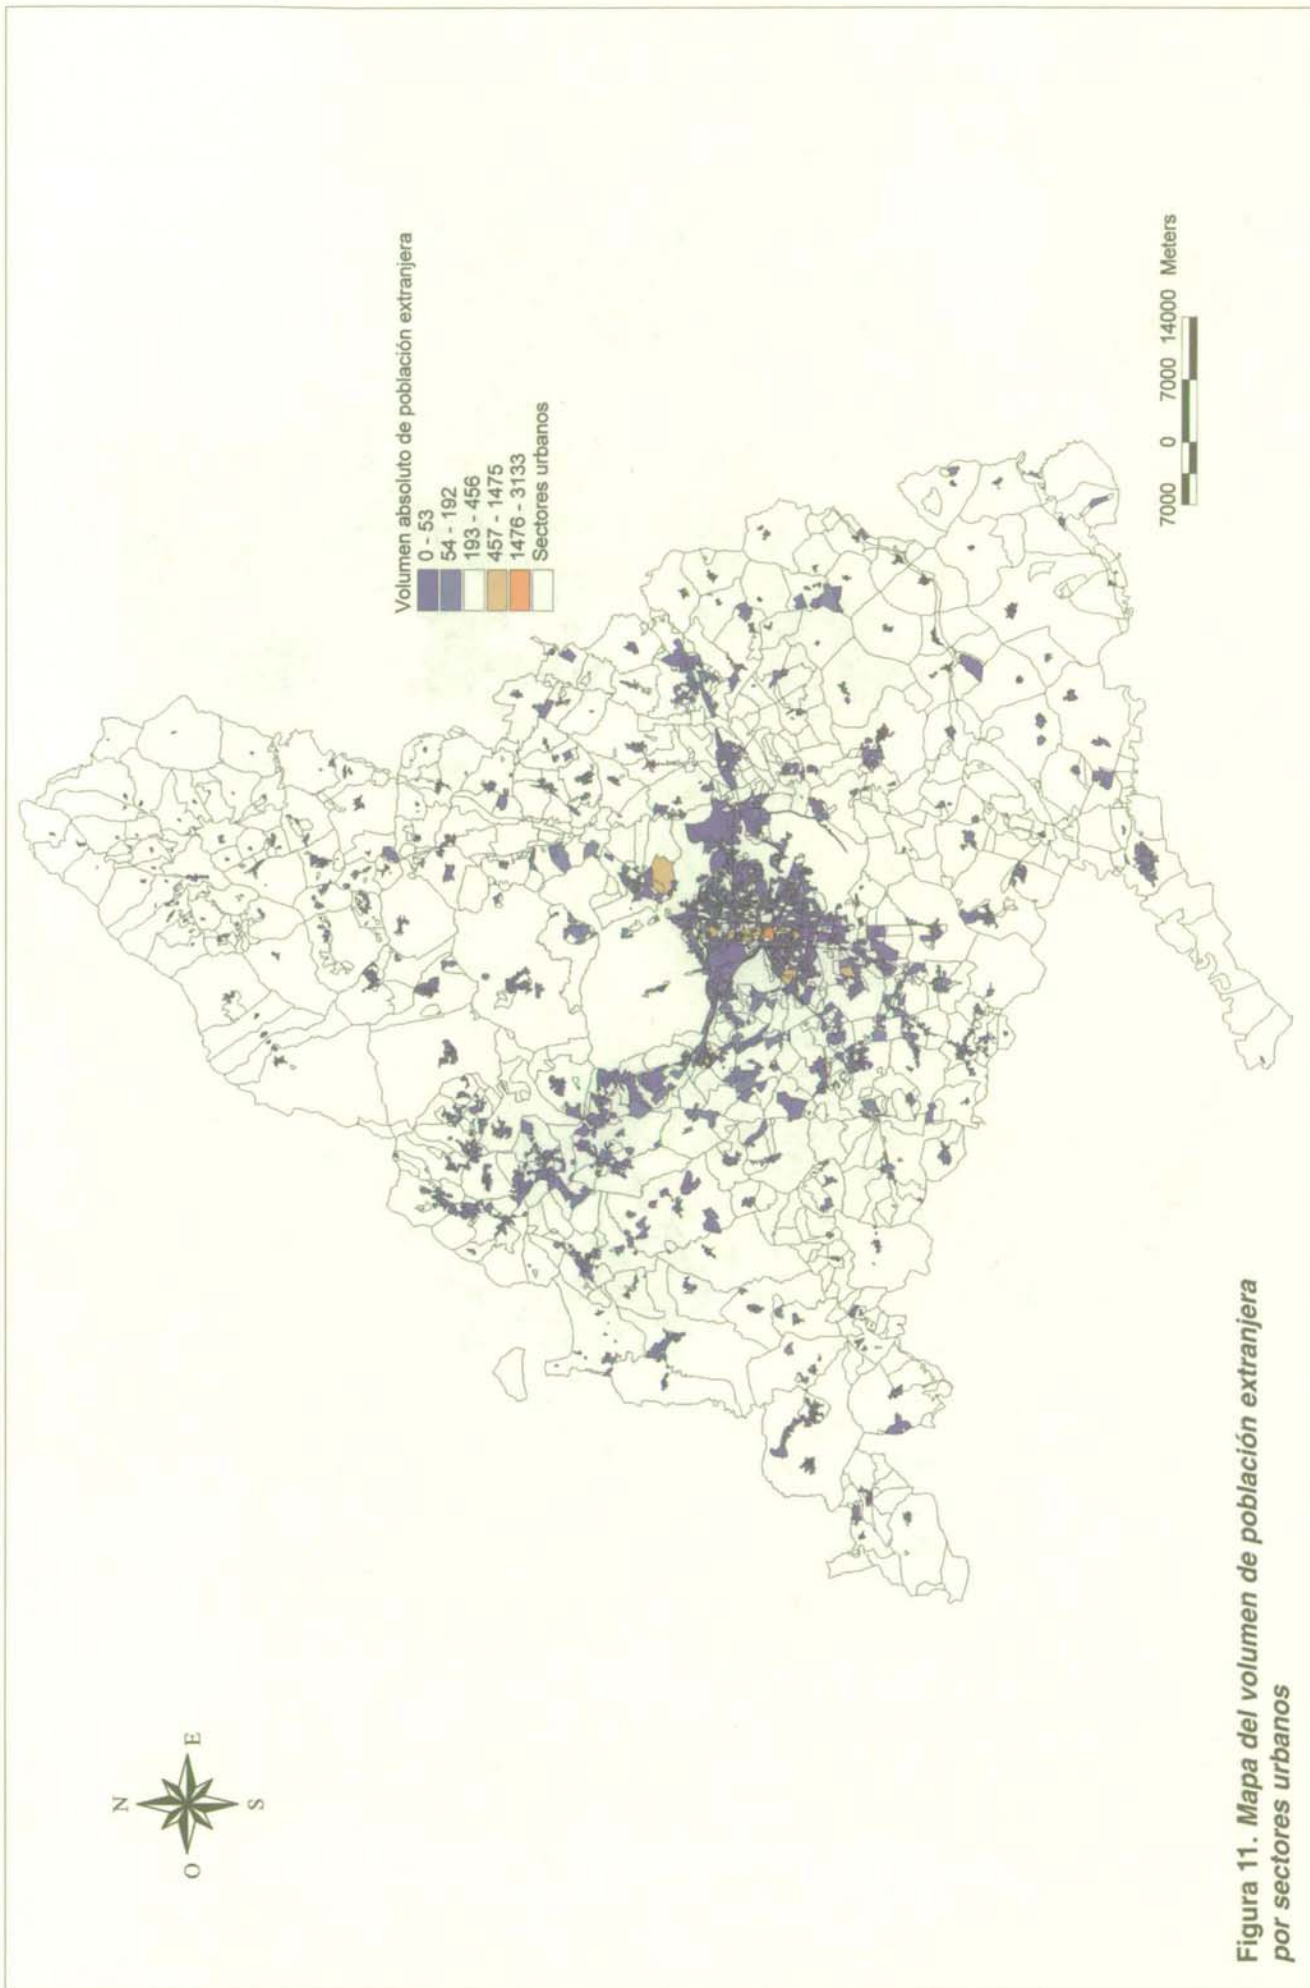 N
O
E
S
Volumen absoluto de población extranjera
0 - 53
54 - 192
193 - 456
457 - 1475
1476 - 3133
Sectores urbanos
7000 0 7000 14000 Meters
Figura 11. Mapa del volumen de población extranjera
por sectores urbanos